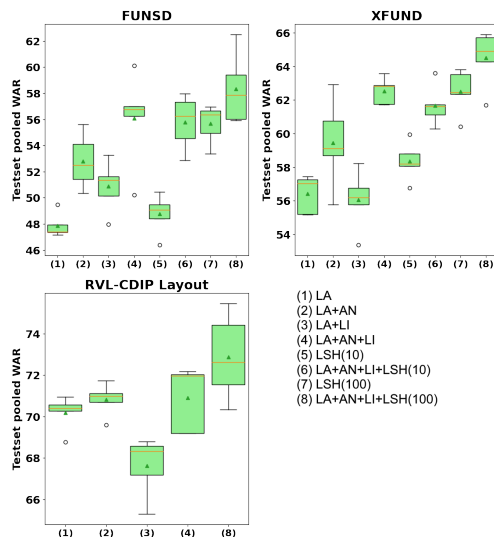 FUNSD
Testset pooled WAR
62
60
58
56
54
52
50
48
46
(1) (2) (3) (4) (5) (6) (7) (8)
XFUND
Testset pooled WAR
66
64
62
60
58
56
54
(1) (2) (3) (4) (5) (6) (7) (8)
RVL-CDIP Layout
Testset pooled WAR
74
72
70
68
66
(1) (2) (3) (4) (8)
(1) LA
(2) LA+AN
(3) LA+LI
(4) LA+AN+LI
(5) LSH(10)
(6) LA+AN+LI+LSH(10)
(7) LSH(100)
(8) LA+AN+LI+LSH(100)